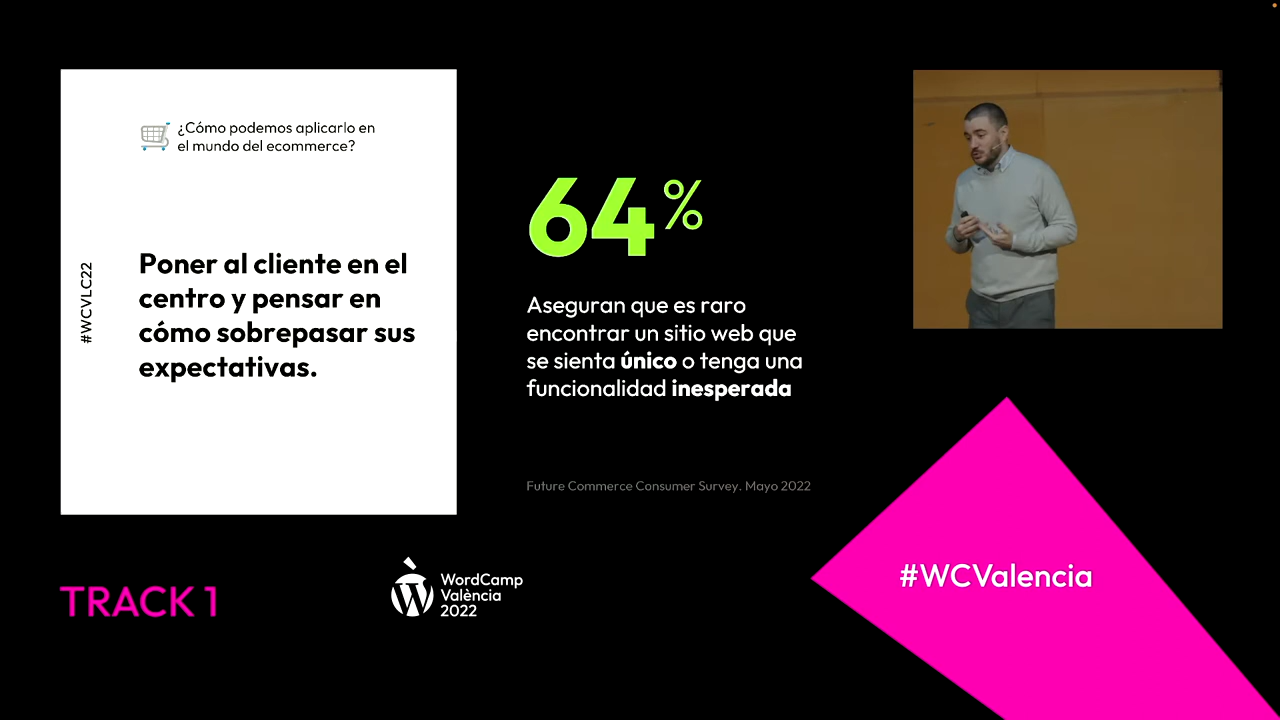 ¿Cómo podemos aplicarlo en
el mundo del ecommerce?
#WCVLC22
Poner al cliente en el
centro y pensar en
cómo sobrepasar sus
expectativas.
64%
Aseguran que es raro
encontrar un sitio web que
se sienta único o tenga una
funcionalidad inesperada
Future Commerce Consumer Survey. Mayo 2022
TRACK 1
WordCamp
València
2022
#WCValencia